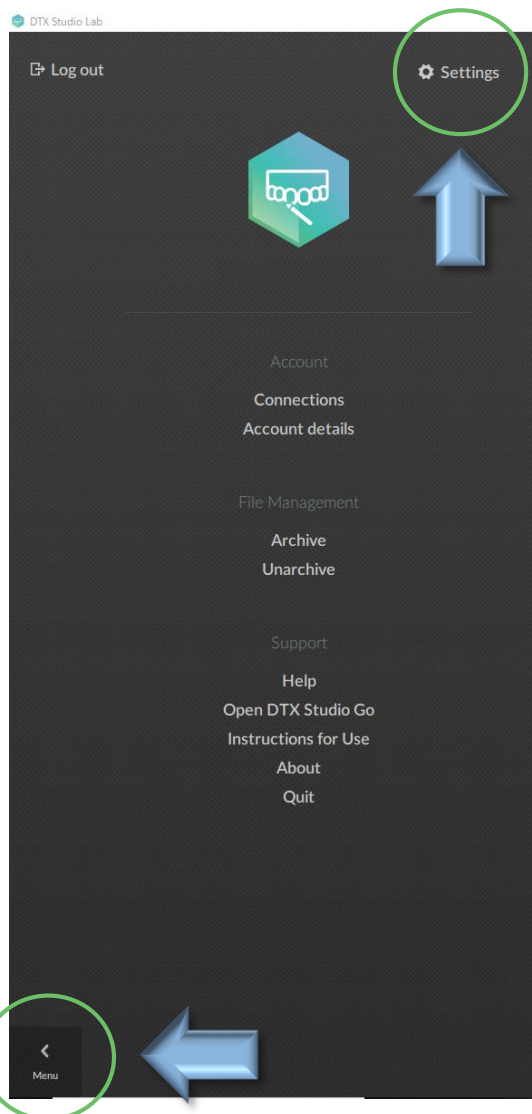 DTX Studio Lab
Log out
Settings
Account
Connections
Account details
File Management
Archive
Unarchive
Support
Help
Open DTX Studio Go
Instructions for Use
About
Quit
Menu